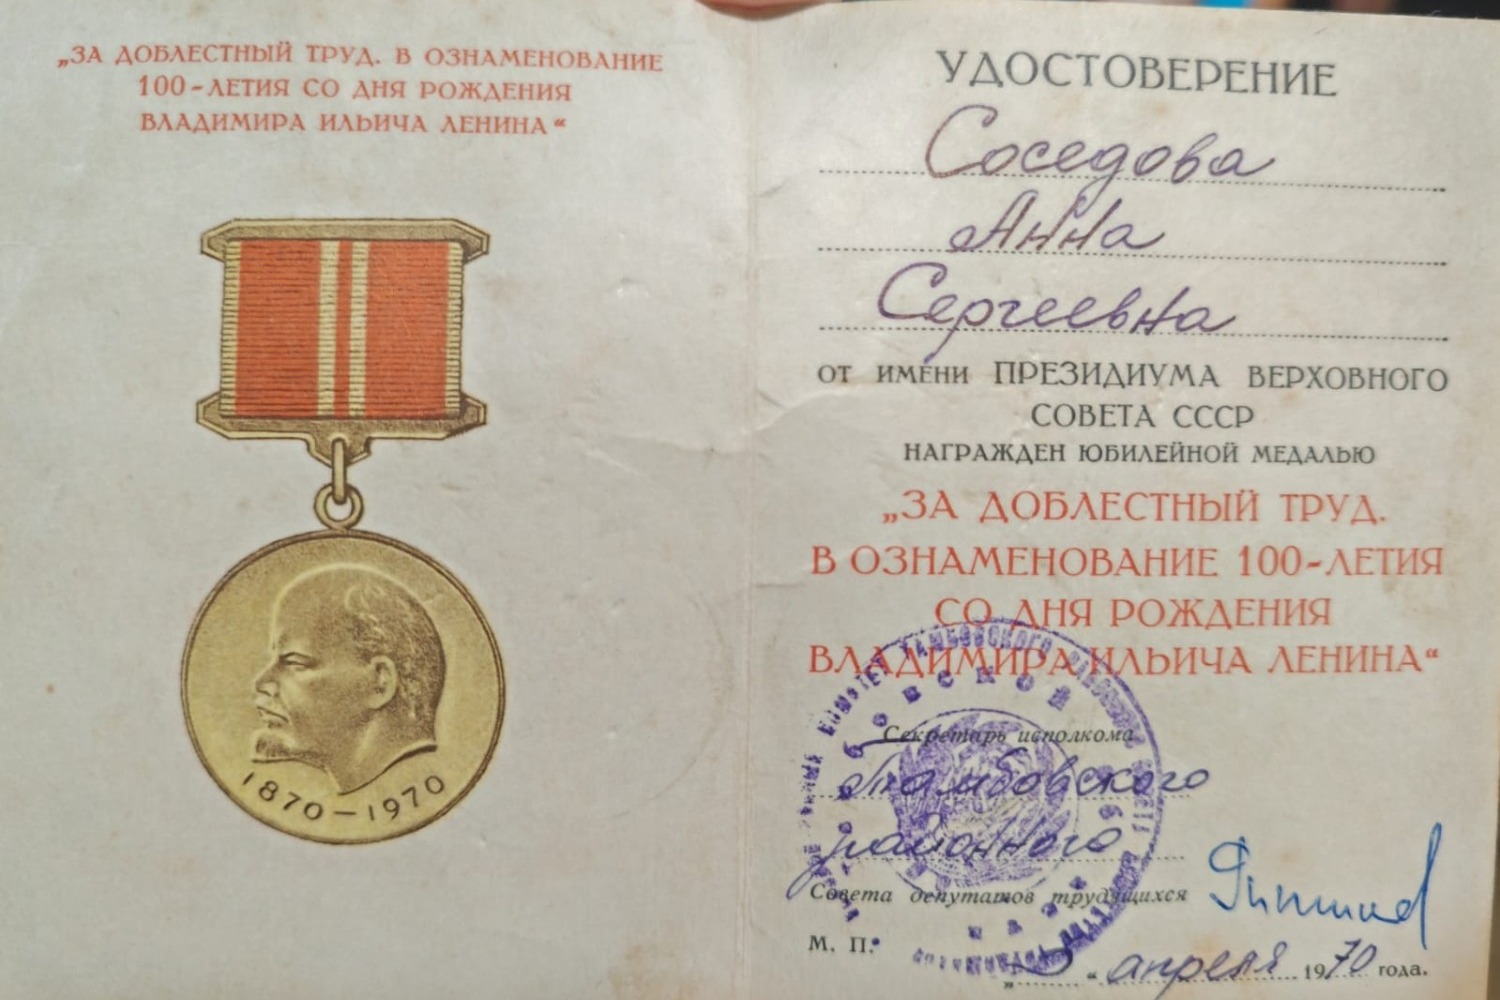 „ЗА ДОБЛЕСТНЫЙ ТРУД. В ОЗНАМЕНОВАНИЕ
100-ЛЕТИЯ СО ДНЯ РОЖДЕНИЯ
ВЛАДИМИРА ИЛЬИЧА ЛЕНИНА“
1870-1970
УДОСТОВЕРЕНИЕ
Соседова
Анна
Сергеевна
ОТ ИМЕНИ ПРЕЗИДИУМА ВЕРХОВНОГО
СОВЕТА СССР
НАГРАЖДЕН ЮБИЛЕЙНОЙ МЕДАЛЬЮ
„ЗА ДОБЛЕСТНЫЙ ТРУД.
В ОЗНАМЕНОВАНИЕ 100-ЛЕТИЯ
СО ДНЯ РОЖДЕНИЯ
ВЛАДИМИРА ИЛЬИЧА ЛЕНИНА“
Секретарь исполкома
Тамбовского
районного
Совета депутатов трудящихся
М. П.
„ “ апреля 1970 года.